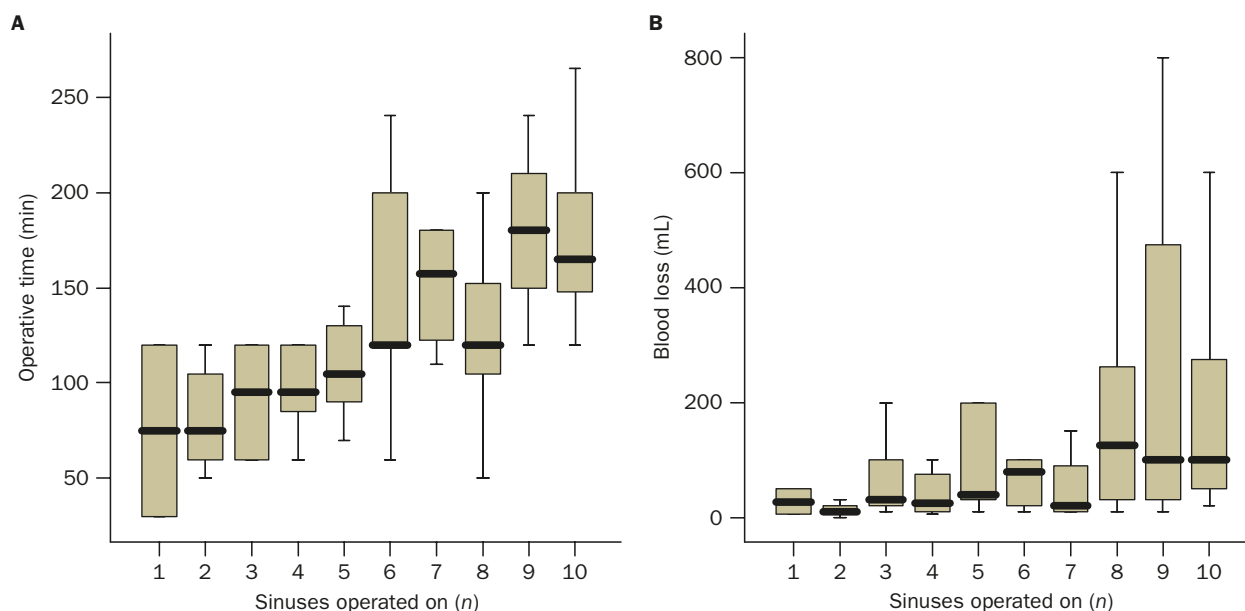 A
Operative time (min)
250
200
150
100
50
1 2 3 4 5 6 7 8 9 10
Sinuses operated on (n)
B
Blood loss (mL)
800
600
400
200
0
1 2 3 4 5 6 7 8 9 10
Sinuses operated on (n)